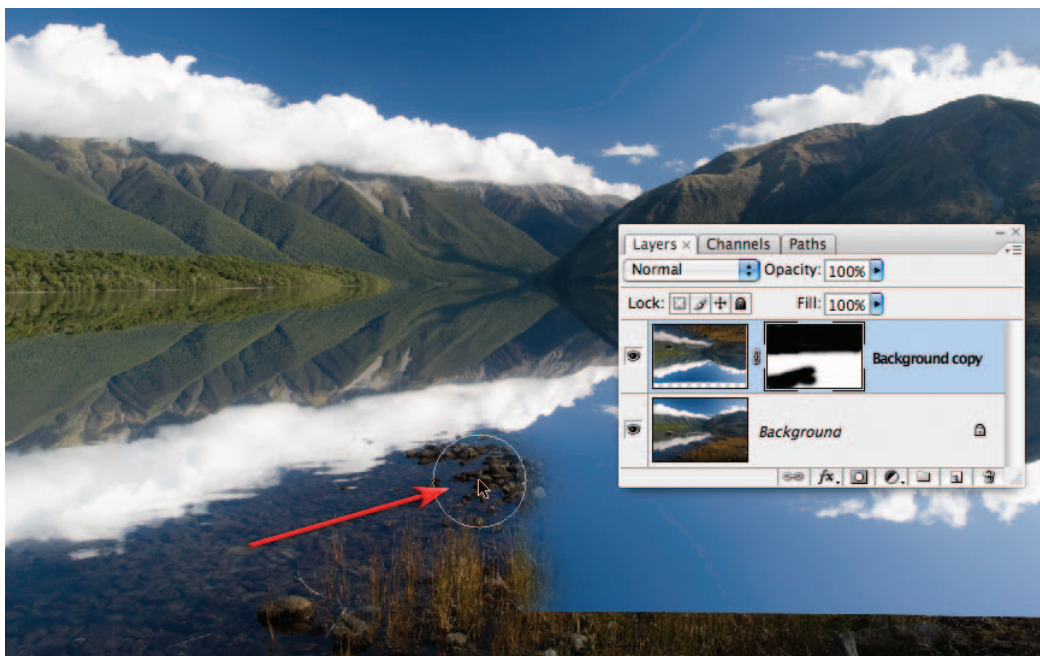 Layers × Channels Paths
Normal Opacity: 100%
Lock: Fill: 100%
Background copy
Background
fx.